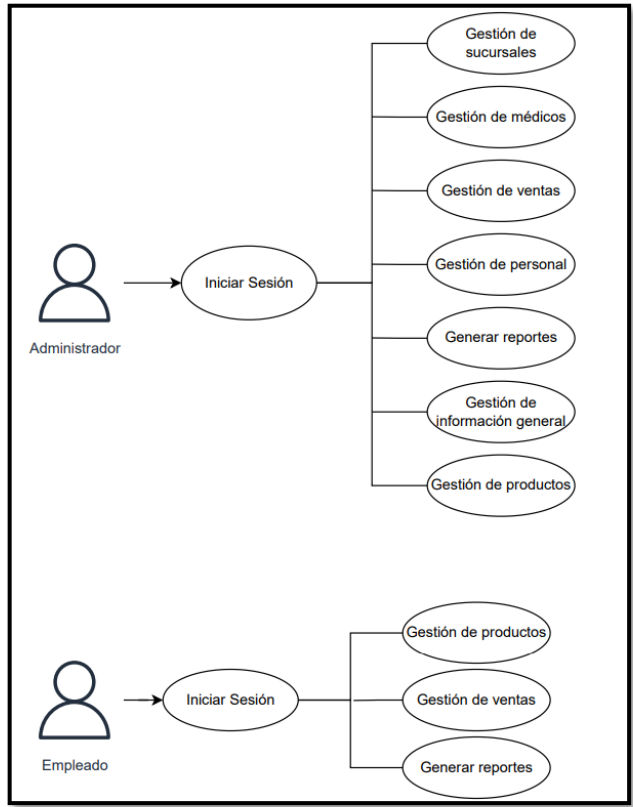 Gestión de
sucursales
Gestión de médicos
Gestión de ventas
Gestión de personal
Iniciar Sesión
Administrador
Generar reportes
Gestión de
información general
Gestión de productos
Gestión de productos
Iniciar Sesión
Gestión de ventas
Empleado
Generar reportes